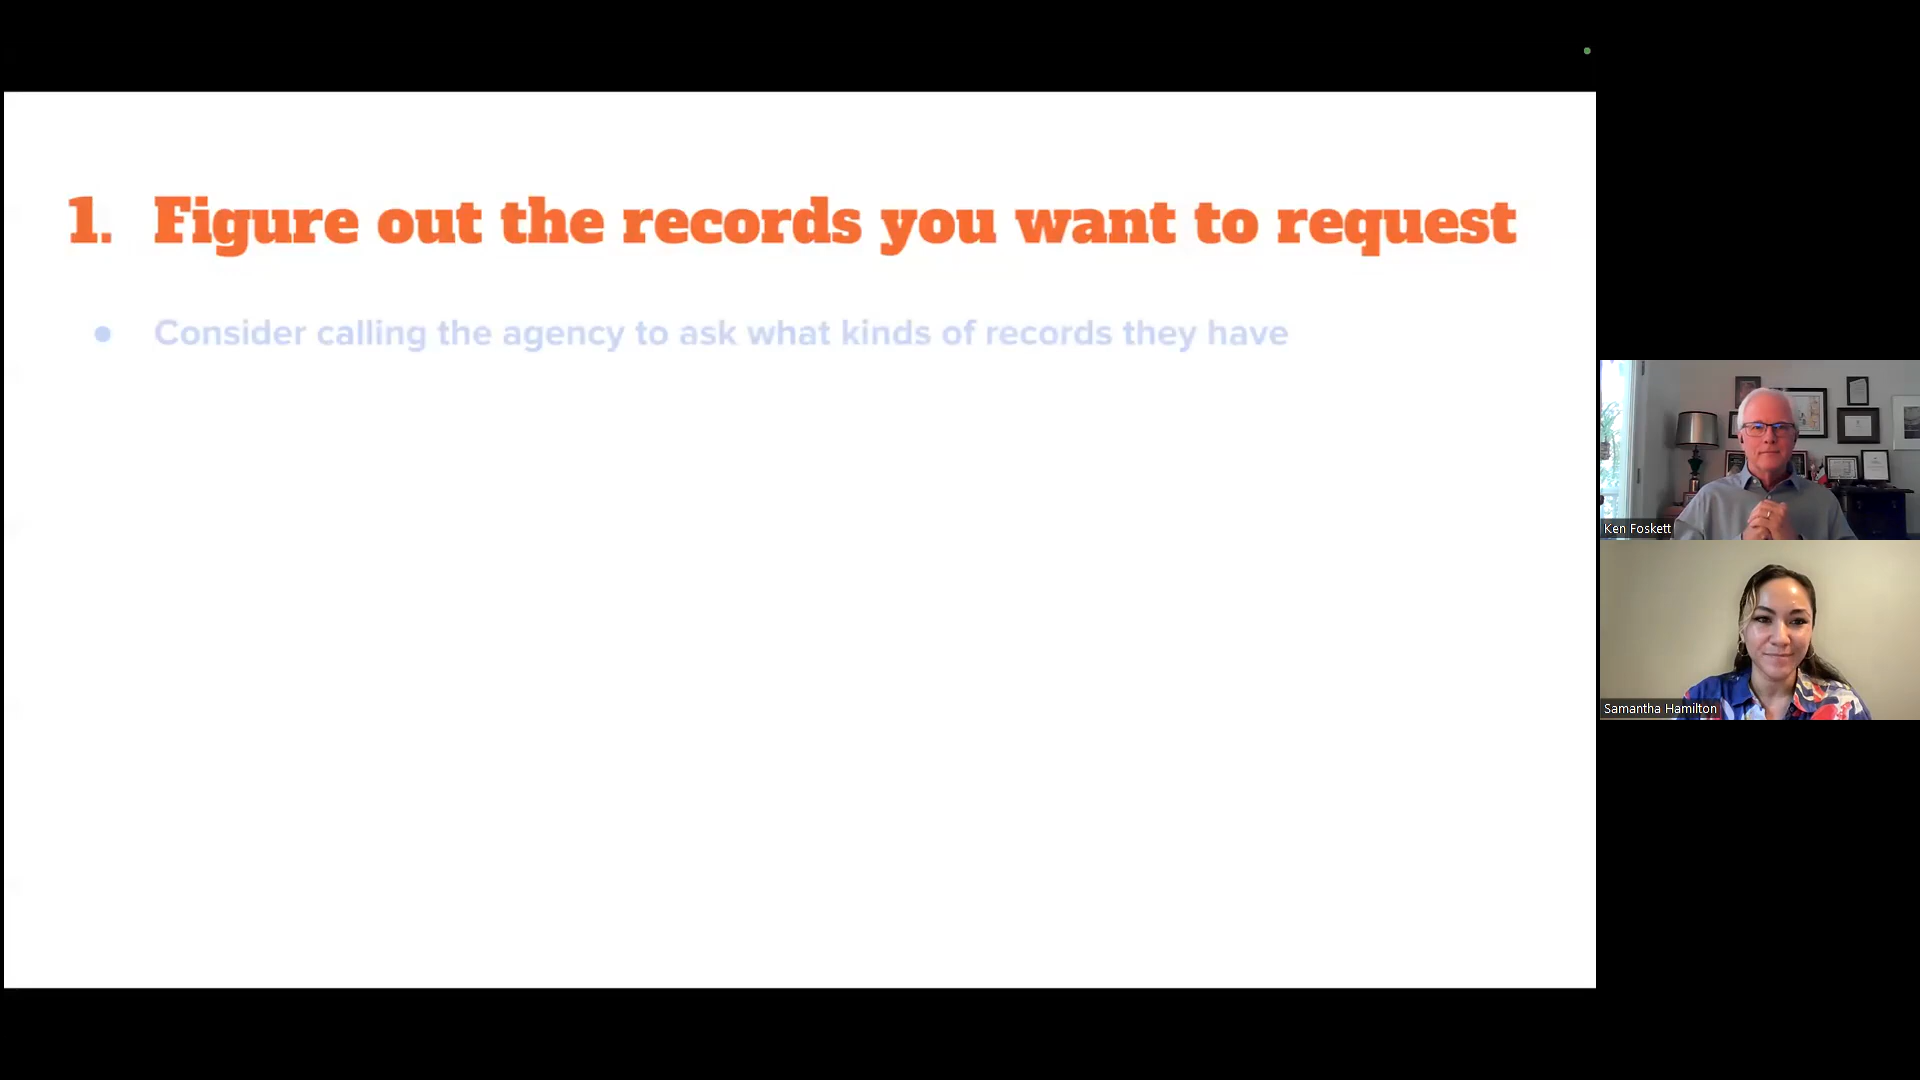 1. Figure out the records you want to request
● Consider calling the agency to ask what kinds of records they have
Ken Foskett
Samantha Hamilton